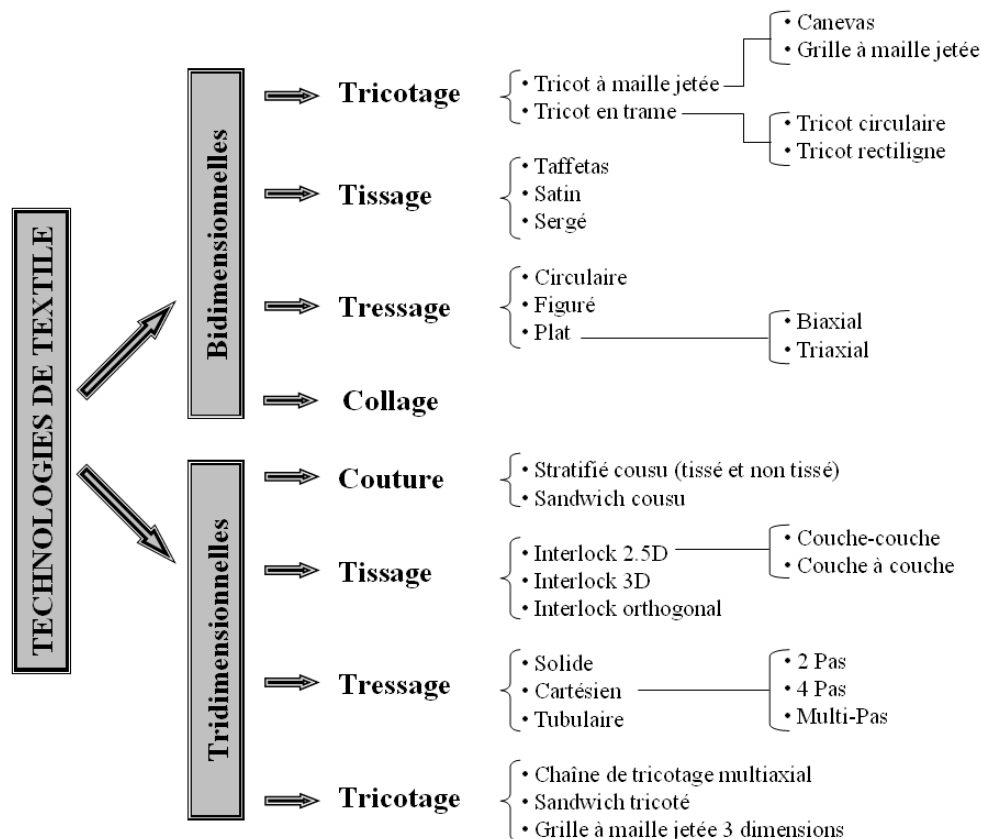 TECHNOLOGIES DE TEXTILE
Bidimensionnelles
Tricotage
• Tricot à maille jetée
• Tricot en trame
• Canevas
• Grille à maille jetée
• Tricot circulaire
• Tricot rectiligne
Tissage
• Taffetas
• Satin
• Sergé
Tressage
• Circulaire
• Figuré
• Plat
• Biaxial
• Triaxial
Collage
Tridimensionnelles
Couture
• Stratifié cousu (tissé et non tissé)
• Sandwich cousu
Tissage
• Interlock 2.5D
• Interlock 3D
• Interlock orthogonal
• Couche-couche
• Couche à couche
Tressage
• Solide
• Cartésien
• Tubulaire
• 2 Pas
• 4 Pas
• Multi-Pas
Tricotage
• Chaîne de tricotage multiaxial
• Sandwich tricoté
• Grille à maille jetée 3 dimensions